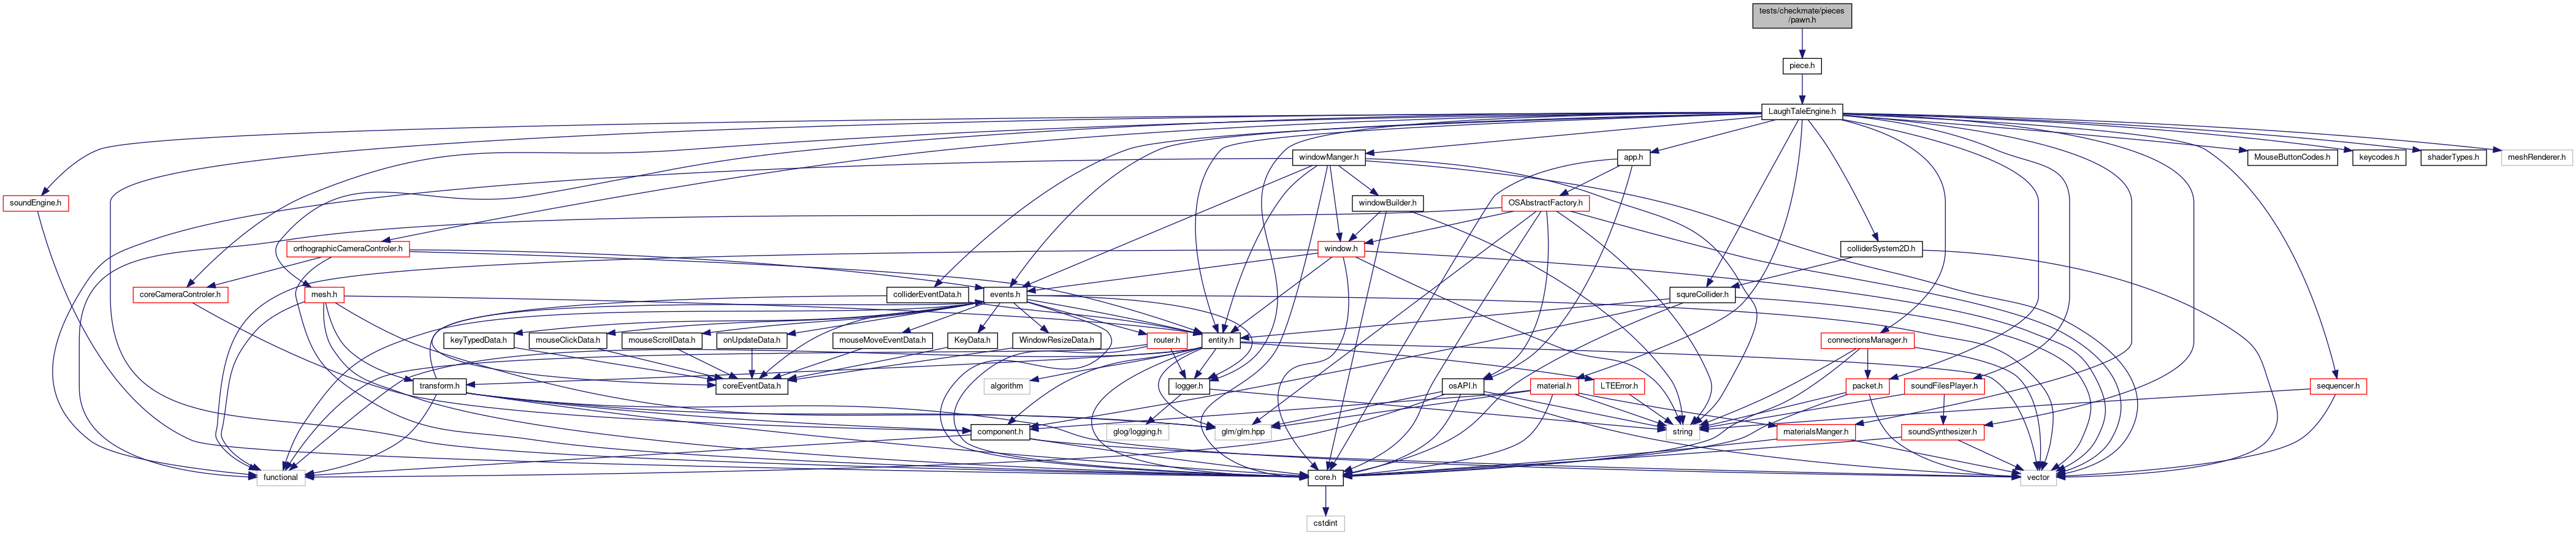 tests/checkmate/pieces
/pawn.h
piece.h
LaughTaleEngine.h
windowManger.h
app.h
MouseButtonCodes.h
keycodes.h
shaderTypes.h
meshRenderer.h
soundEngine.h
windowBuilder.h
OSAbstractFactory.h
orthographicCameraControler.h
window.h
colliderSystem2D.h
coreCameraControler.h
mesh.h
colliderEventData.h
events.h
squreCollider.h
keyTypedData.h
mouseClickData.h
mouseScrollData.h
onUpdateData.h
mouseMoveEventData.h
KeyData.h
WindowResizeData.h
router.h
entity.h
connectionsManager.h
transform.h
coreEventData.h
algorithm
logger.h
osAPI.h
material.h
LTEError.h
packet.h
soundFilesPlayer.h
sequencer.h
component.h
glog/logging.h
glm/glm.hpp
string
materialsManger.h
soundSynthesizer.h
functional
core.h
vector
cstdint